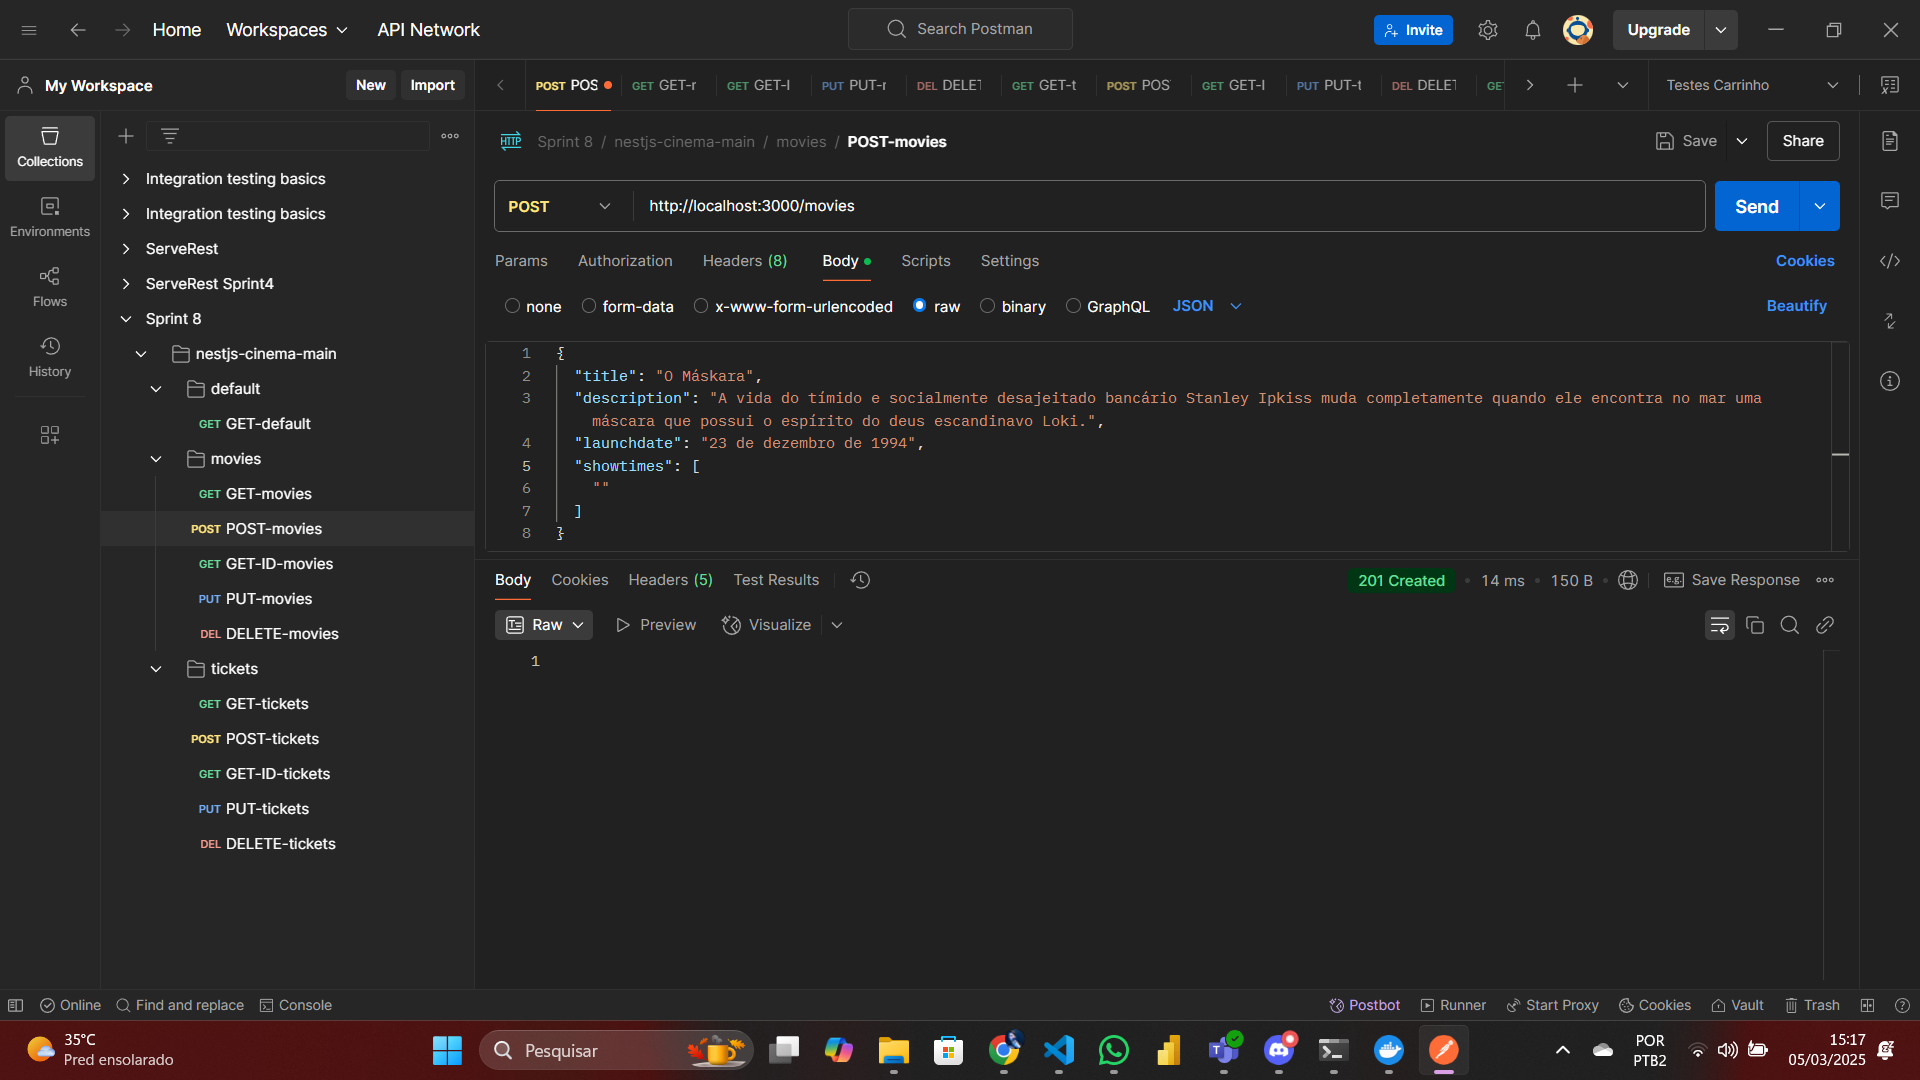 Home Workspaces API Network Search Postman Invite Upgrade
My Workspace New Import POST POS GET GET-r GET GET-I PUT PUT-r DEL DELET GET GET-t POST POS GET GET-I PUT PUT-t DEL DELET GET Testes Carrinho
Collections
Environments
Flows
History
Integration testing basics
Integration testing basics
ServeRest
ServeRest Sprint4
Sprint 8
nestjs-cinema-main
default
GET GET-default
movies
GET GET-movies
POST POST-movies
GET GET-ID-movies
PUT PUT-movies
DEL DELETE-movies
tickets
GET GET-tickets
POST POST-tickets
GET GET-ID-tickets
PUT PUT-tickets
DEL DELETE-tickets
HTTP Sprint 8 / nestjs-cinema-main / movies / POST-movies Save Share
POST http://localhost:3000/movies Send
Params Authorization Headers (8) Body Scripts Settings Cookies
none form-data x-www-form-urlencoded raw binary GraphQL JSON Beautify
1 {
2 "title": "O Máskara",
3 "description": "A vida do tímido e socialmente desajeitado bancário Stanley Ipkiss muda completamente quando ele encontra no mar uma
máscara que possui o espírito do deus escandinavo Loki.",
4 "launchdate": "23 de dezembro de 1994",
5 "showtimes": [
6 ""
7 ]
8 }
Body Cookies Headers (5) Test Results 201 Created 14 ms 150 B e.g. Save Response
Raw Preview Visualize
1
Online Find and replace Console Postbot Runner Start Proxy Cookies Vault Trash
35°C
Pred ensolarado
Pesquisar
POR
PTB2
15:17
05/03/2025